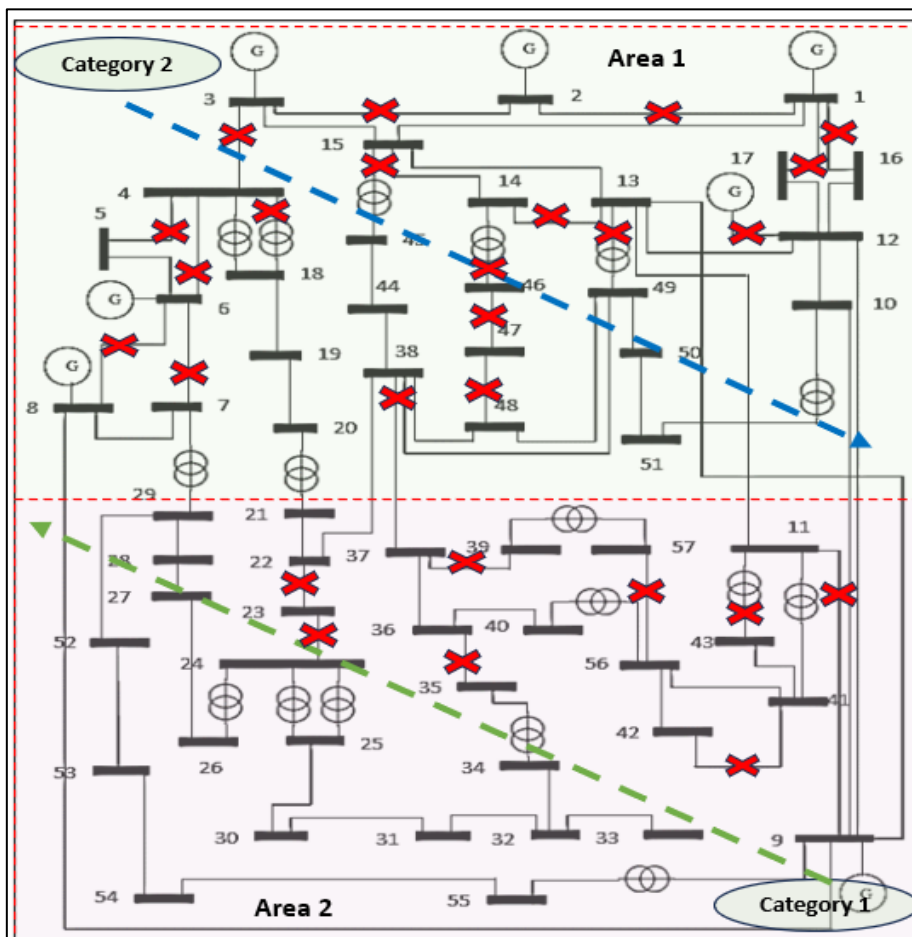 G G G
Category 2 Area 1
3 2 1
15 17 16
4 14 13 G
5 45 12
18 46 49
G 6 44 10
47
G 19 38 50
8 7 48
20 51
29
21 11
28 22 37 39 57
27 23 36 40
52 43
24 35 56 41
26 25 42
53 34
30 31 32 33 9
54 55 Area 2 G
Category 1